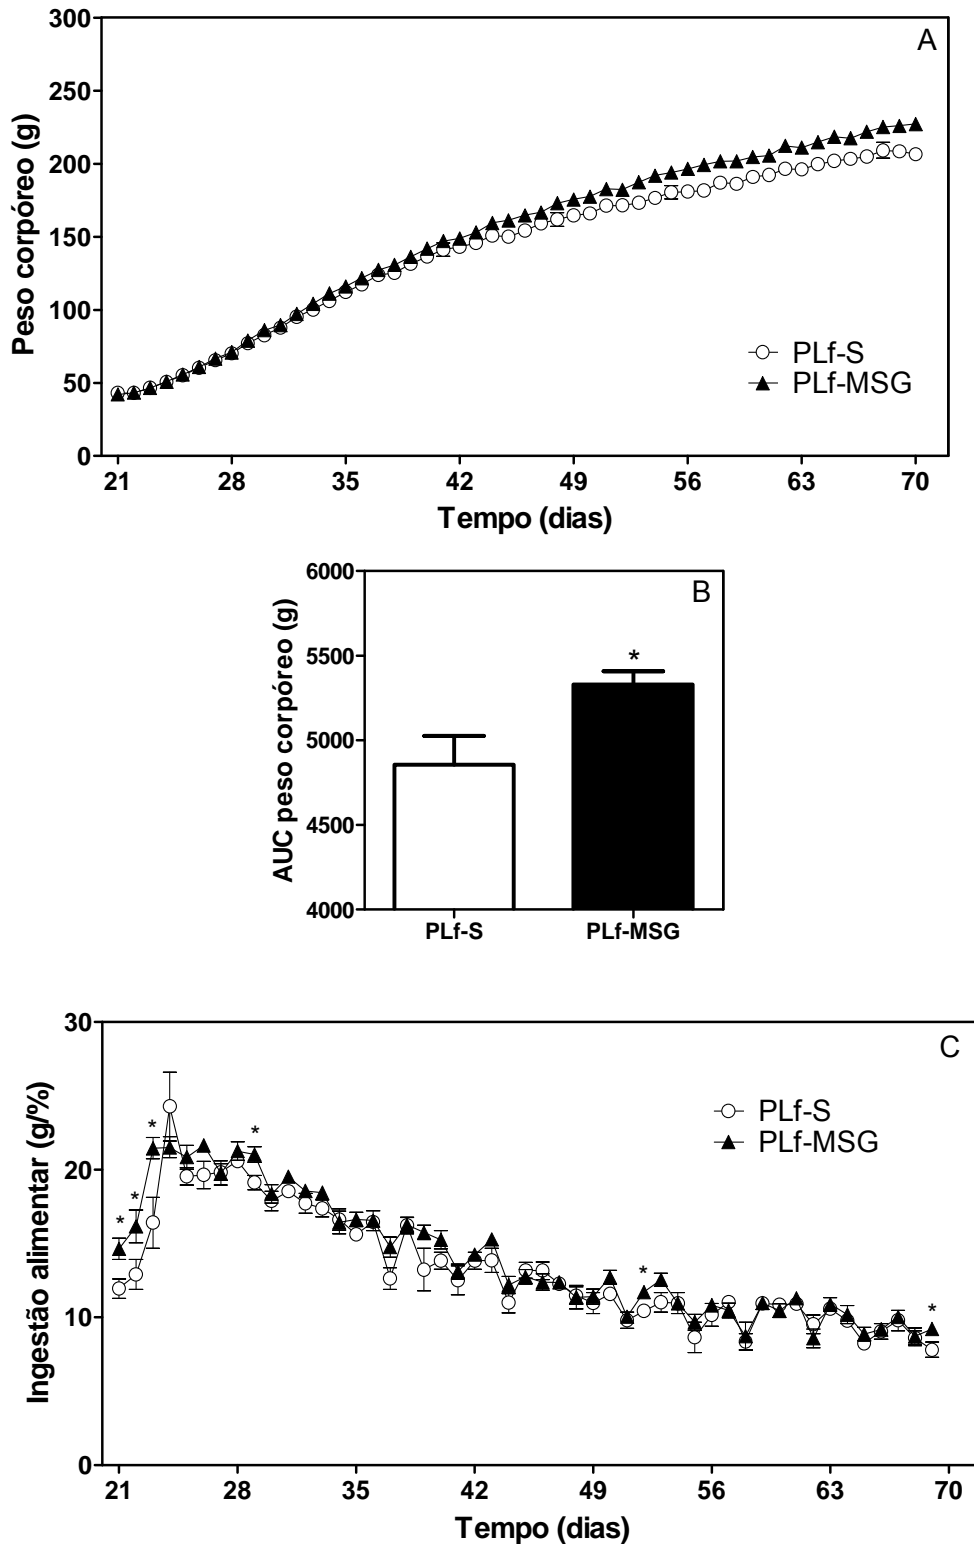 A
Peso corpóreo (g)
300
250
200
150
100
50
0
PLf-S
PLf-MSG
21 28 35 42 49 56 63 70
Tempo (dias)
B
AUC peso corpóreo (g)
6000
5500
5000
4500
4000
*
PLf-S PLf-MSG
C
Ingestão alimentar (g/%)
30
20
10
0
PLf-S
PLf-MSG
* * * * * *
21 28 35 42 49 56 63 70
Tempo (dias)